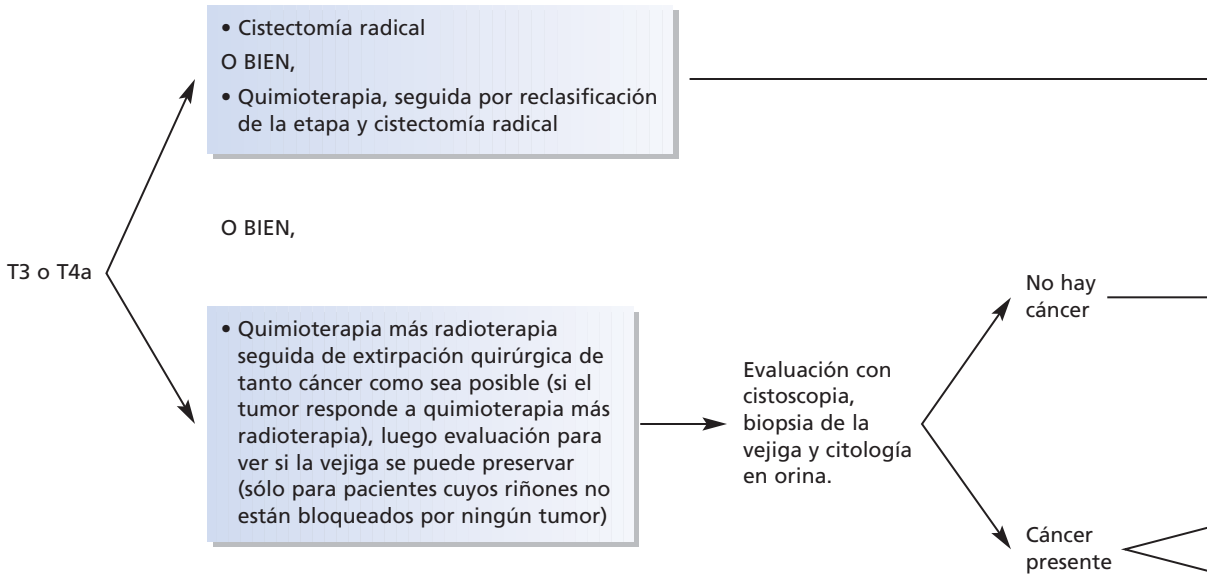 • Cistectomía radical
O BIEN,
• Quimioterapia, seguida por reclasificación
de la etapa y cistectomía radical
O BIEN,
T3 o T4a
• Quimioterapia más radioterapia
seguida de extirpación quirúrgica de
tanto cáncer como sea posible (si el
tumor responde a quimioterapia más
radioterapia), luego evaluación para
ver si la vejiga se puede preservar
(sólo para pacientes cuyos riñones no
están bloqueados por ningún tumor)
Evaluación con
cistoscopia,
biopsia de la
vejiga y citología
en orina.
No hay
cáncer
Cáncer
presente